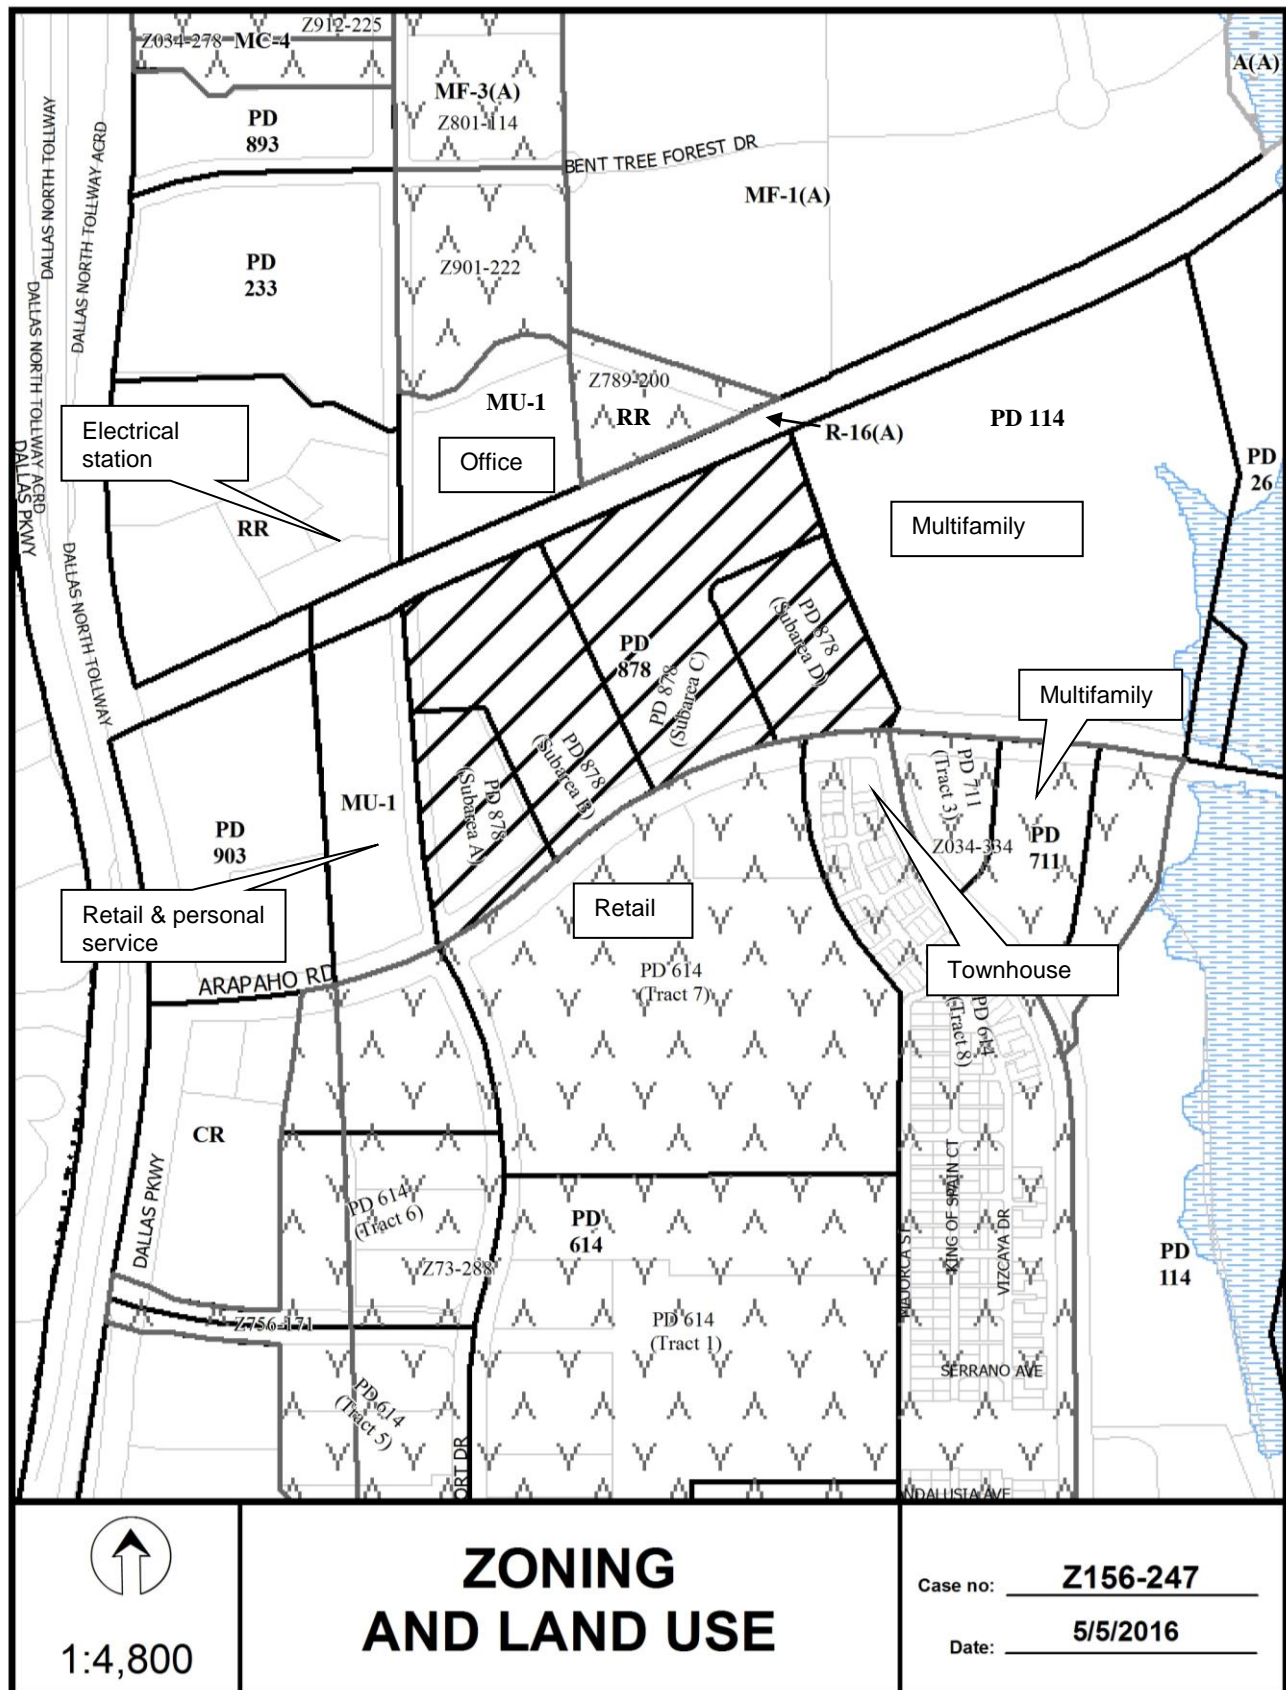 Z912-225
Z034-278
MC-4
A(A)
MF-3(A)
Z801-114
PD
893
BENT TREE FOREST DR
MF-1(A)
DALLAS NORTH TOLLWAY
DALLAS NORTH TOLLWAY ACRD
PD
233
Z901-222
DALLAS NORTH TOLLWAY ACRD
Z789-200
MU-1
RR
R-16(A)
PD 114
Electrical
station
Office
PD
26
DALLAS PKWY
RR
Multifamily
DALLAS NORTH TOLLWAY
PD
878
PD 878
(Subarea D)
PD 878
(Subarea C)
Multifamily
PD 878
(Subarea B)
PD 878
(Subarea A)
PD 711
(Tract 3)
MU-1
PD
903
Z034-334
PD
711
Retail & personal
service
Retail
Townhouse
ARAPAHO RD
PD 614
(Tract 7)
PD 614
(Tract 8)
CR
DALLAS PKWY
PD 614
(Tract 6)
PD
614
KING OF SPAIN CT
VIZCAYA DR
MAJORCA ST
PD
114
Z73-288
Z756-171
PD 614
(Tract 1)
SERRANO AVE
PD 614
(Tract 5)
ORT DR
NDALUSIA AVE
1:4,800
ZONING
AND LAND USE
Case no: Z156-247
Date: 5/5/2016